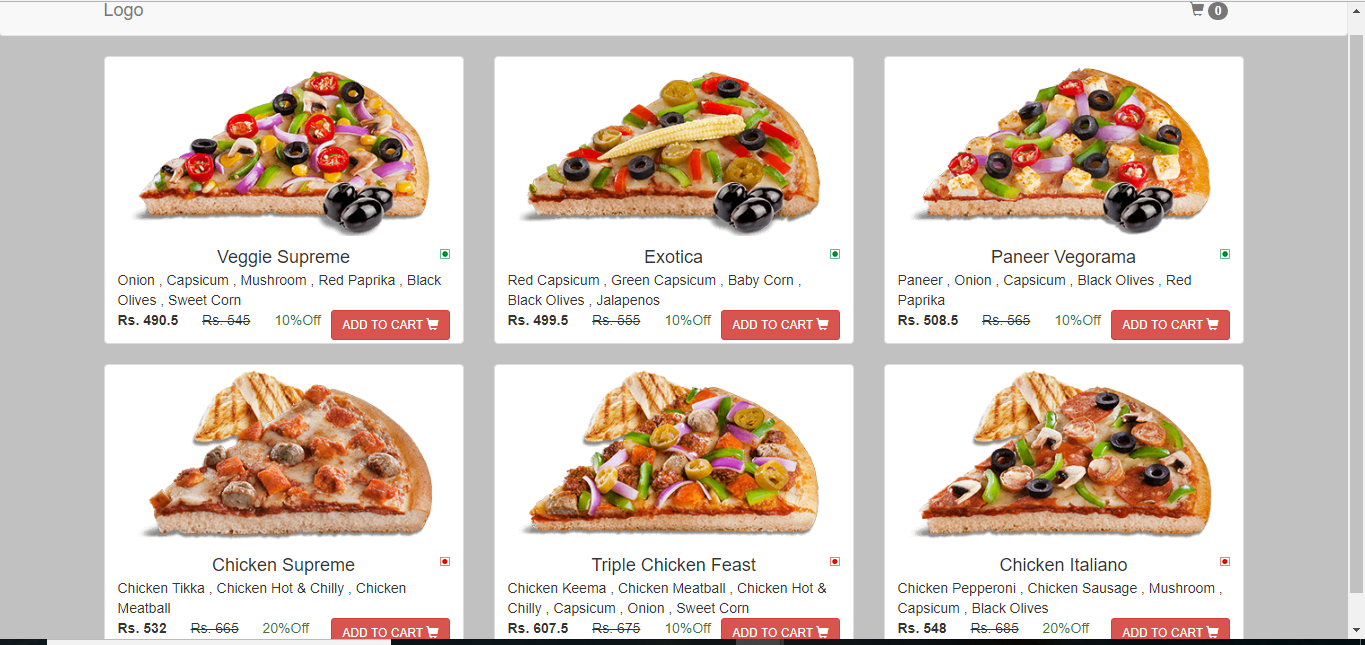 Logo
0
Veggie Supreme
Onion , Capsicum , Mushroom , Red Paprika , Black
Olives , Sweet Corn
Rs. 490.5 Rs. 545 10%Off ADD TO CART
Exotica
Red Capsicum , Green Capsicum , Baby Corn ,
Black Olives , Jalapenos
Rs. 499.5 Rs. 555 10%Off ADD TO CART
Paneer Vegorama
Paneer , Onion , Capsicum , Black Olives , Red
Paprika
Rs. 508.5 Rs. 565 10%Off ADD TO CART
Chicken Supreme
Chicken Tikka , Chicken Hot & Chilly , Chicken
Meatball
Rs. 532 Rs. 665 20%Off ADD TO CART
Triple Chicken Feast
Chicken Keema , Chicken Meatball , Chicken Hot &
Chilly , Capsicum , Onion , Sweet Corn
Rs. 607.5 Rs. 675 10%Off ADD TO CART
Chicken Italiano
Chicken Pepperoni , Chicken Sausage , Mushroom ,
Capsicum , Black Olives
Rs. 548 Rs. 685 20%Off ADD TO CART